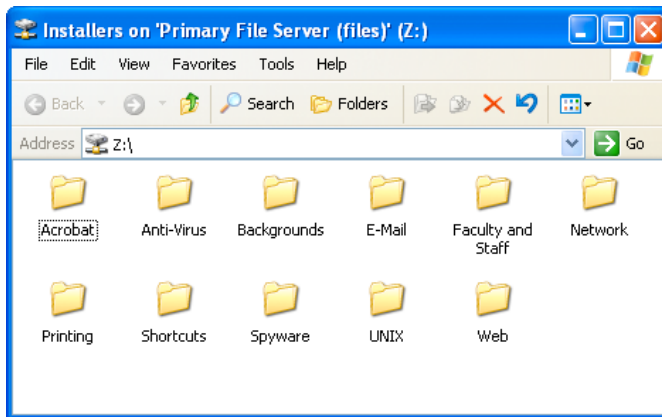 Installers on 'Primary File Server (files)' (Z:)
File Edit View Favorites Tools Help
Back Search Folders
Address Z:\ Go
Acrobat Anti-Virus Backgrounds E-Mail Faculty and Staff Network
Printing Shortcuts Spyware UNIX Web